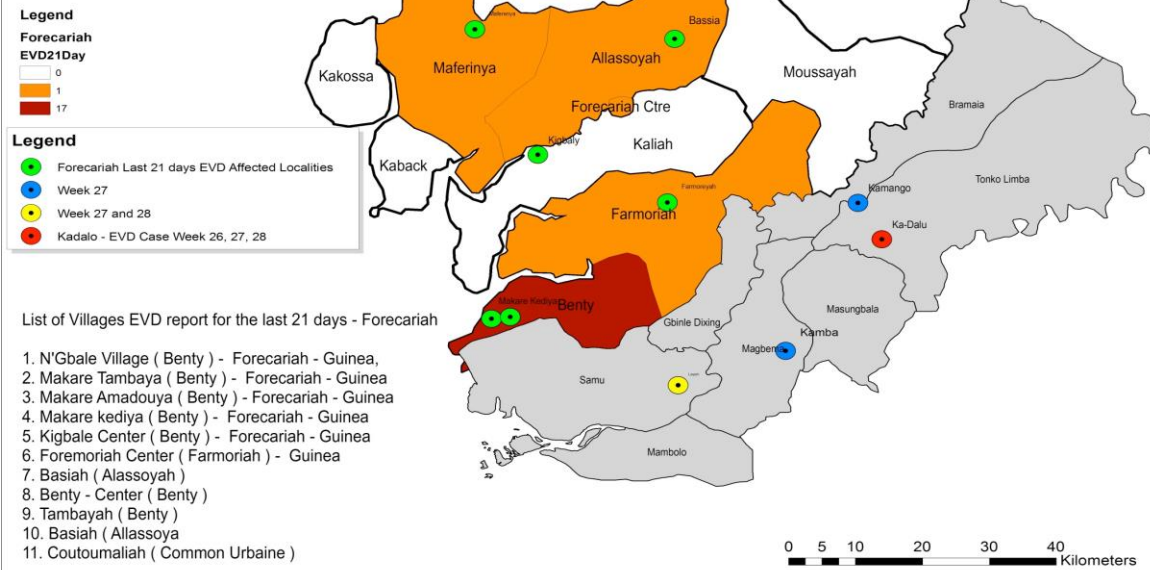 Legend
Forecariah
EVD21Day
0
1
17
Legend
Forecariah Last 21 days EVD Affected Localities
Week 27
Week 27 and 28
Kadalo - EVD Case Week 26, 27, 28
Maferinya
Bassia
Kakossa
Maferinya
Allassoyah
Moussayah
Forecariah Ctre
Bramaia
Kigbaly
Kaliah
Kaback
Tonko Limba
Farmoreyah
Kamango
Farmoriah
Ka-Dalu
Makare Kediya
Benty
Masungbala
Gbinle Dixing
Kamba
Magbema
Samu
Mambolo
List of Villages EVD report for the last 21 days - Forecariah
1. N'Gbale Village ( Benty ) - Forecariah - Guinea,
2. Makare Tambaya ( Benty ) - Forecariah - Guinea
3. Makare Amadouya ( Benty ) - Forecariah - Guinea
4. Makare kediya ( Benty ) - Forecariah - Guinea
5. Kigbale Center ( Benty ) - Forecariah - Guinea
6. Foremoriah Center ( Farmoriah ) - Guinea
7. Basiah ( Alassoyah )
8. Benty - Center ( Benty )
9. Tambayah ( Benty )
10. Basiah ( Allassoya
11. Coutoumaliah ( Common Urbaine )
0 5 10 20 30 40
Kilometers